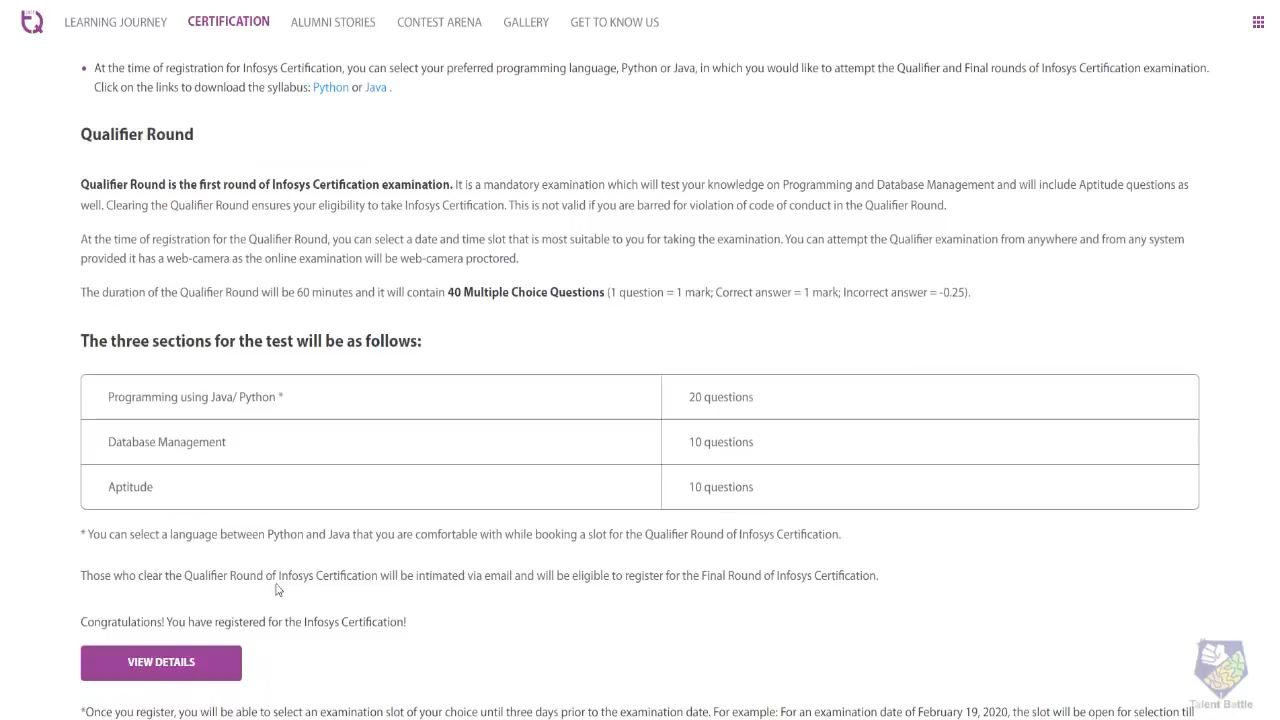 LEARNING JOURNEY CERTIFICATION ALUMNI STORIES CONTEST ARENA GALLERY GET TO KNOW US
• At the time of registration for Infosys Certification, you can select your preferred programming language, Python or Java, in which you would like to attempt the Qualifier and Final rounds of Infosys Certification examination.
Click on the links to download the syllabus: Python or Java .
Qualifier Round
Qualifier Round is the first round of Infosys Certification examination. It is a mandatory examination which will test your knowledge on Programming and Database Management and will include Aptitude questions as
well. Clearing the Qualifier Round ensures your eligibility to take Infosys Certification. This is not valid if you are barred for violation of code of conduct in the Qualifier Round.
At the time of registration for the Qualifier Round, you can select a date and time slot that is most suitable to you for taking the examination. You can attempt the Qualifier examination from anywhere and from any system
provided it has a web-camera as the online examination will be web-camera proctored.
The duration of the Qualifier Round will be 60 minutes and it will contain 40 Multiple Choice Questions (1 question = 1 mark; Correct answer = 1 mark; Incorrect answer = -0.25).
The three sections for the test will be as follows:
Programming using Java/ Python * 20 questions
Database Management 10 questions
Aptitude 10 questions
* You can select a language between Python and Java that you are comfortable with while booking a slot for the Qualifier Round of Infosys Certification.
Those who clear the Qualifier Round of Infosys Certification will be intimated via email and will be eligible to register for the Final Round of Infosys Certification.
Congratulations! You have registered for the Infosys Certification!
VIEW DETAILS
Talent Battle
*Once you register, you will be able to select an examination slot of your choice until three days prior to the examination date. For example: For an examination date of February 19, 2020, the slot will be open for selection till